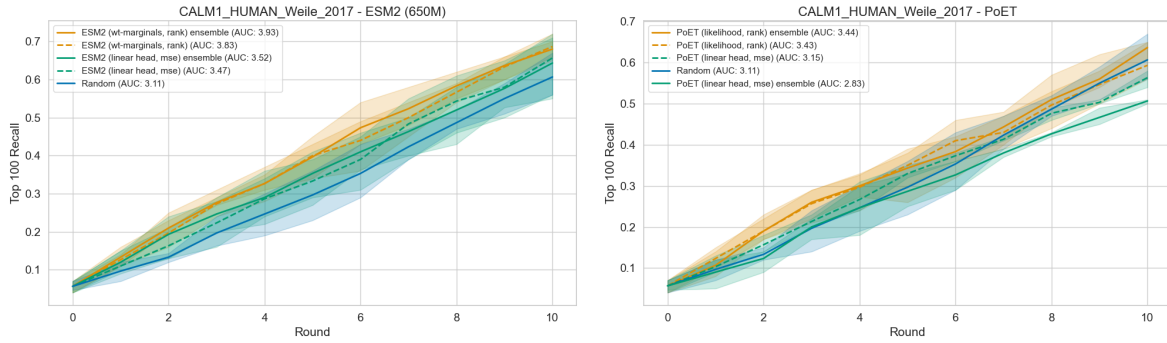 CALM1_HUMAN_Weile_2017 - ESM2 (650M)
ESM2 (wt-marginals, rank) ensemble (AUC: 3.93)
ESM2 (wt-marginals, rank) (AUC: 3.83)
ESM2 (linear head, mse) ensemble (AUC: 3.52)
ESM2 (linear head, mse) (AUC: 3.47)
Random (AUC: 3.11)
Top 100 Recall
0.7
0.6
0.5
0.4
0.3
0.2
0.1
0 2 4 6 8 10
Round
CALM1_HUMAN_Weile_2017 - PoET
PoET (likelihood, rank) ensemble (AUC: 3.44)
PoET (likelihood, rank) (AUC: 3.43)
PoET (linear head, mse) (AUC: 3.15)
Random (AUC: 3.11)
PoET (linear head, mse) ensemble (AUC: 2.83)
Top 100 Recall
0.7
0.6
0.5
0.4
0.3
0.2
0.1
0 2 4 6 8 10
Round